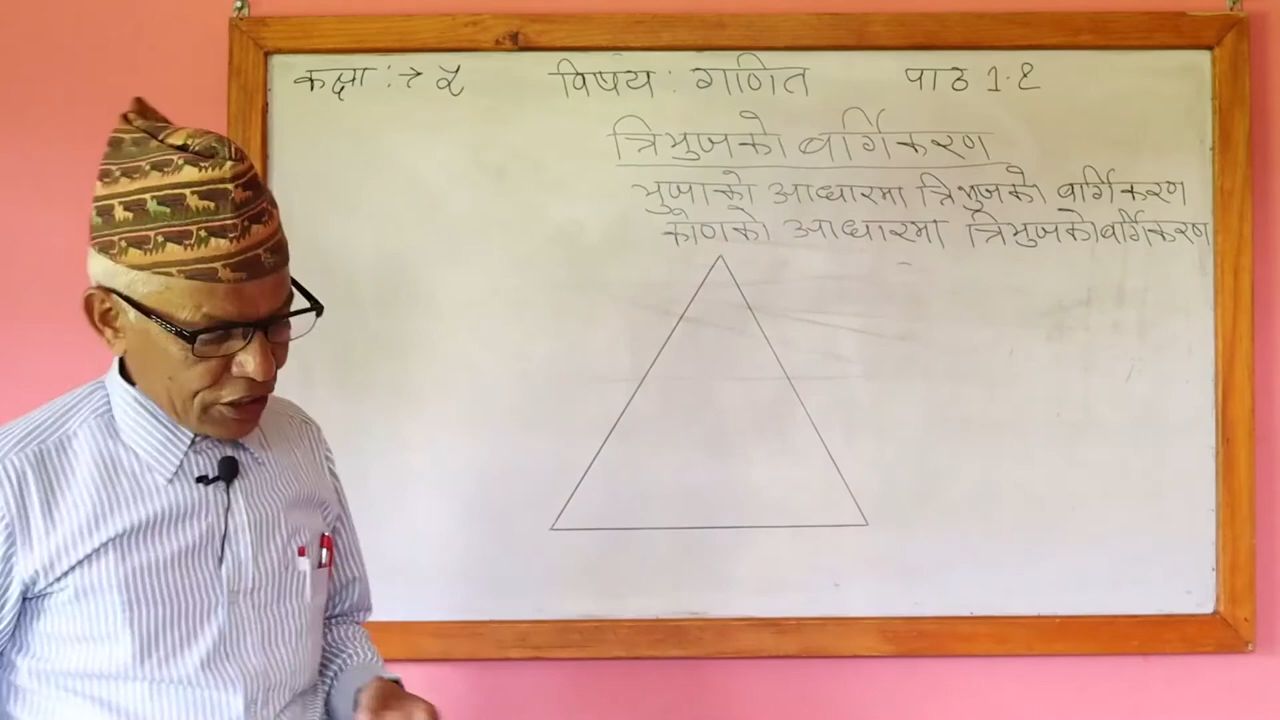 कक्षा :→ ५ विषय : गणित पाठ 1.2
त्रिभुजको वर्गिकरण
भुजाको आधारमा त्रिभुजको वर्गिकरण
कोणको आधारमा त्रिभुजको वर्गिकरण